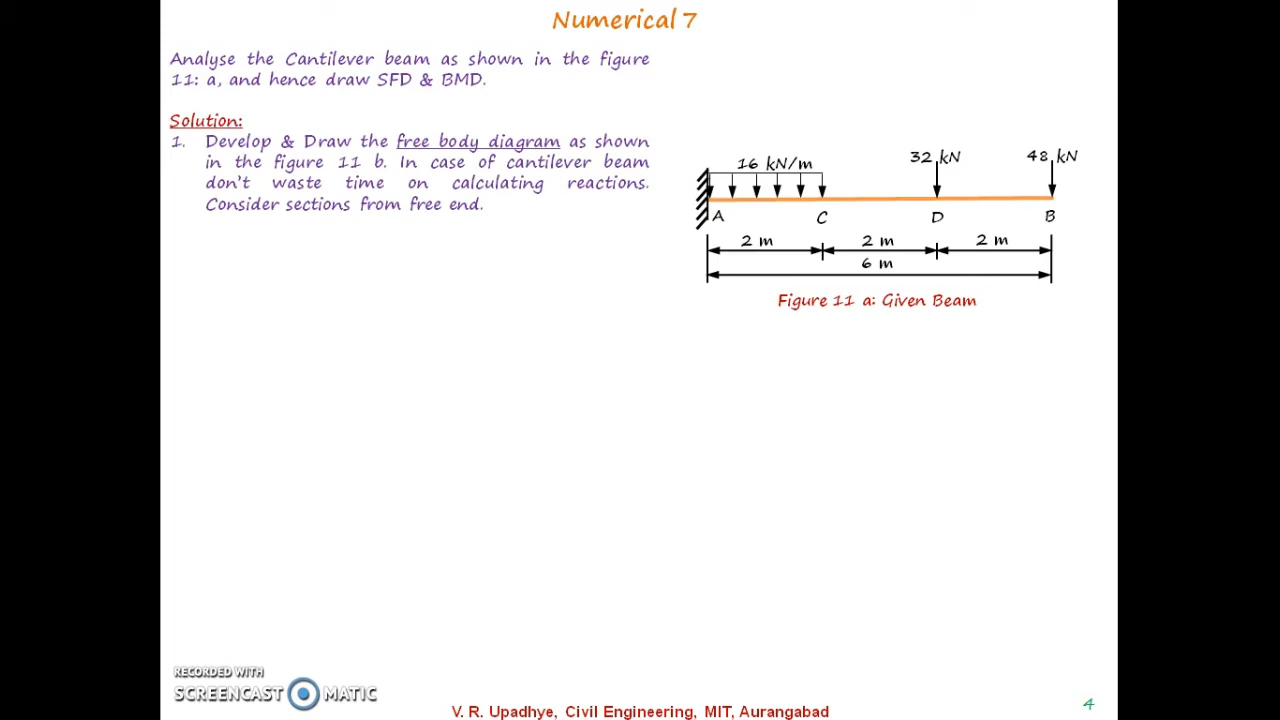 Numerical 7
Analyse the Cantilever beam as shown in the figure
11: a, and hence draw SFD & BMD.
Solution:
1. Develop & Draw the free body diagram as shown
in the figure 11 b. In case of cantilever beam
don't waste time on calculating reactions.
Consider sections from free end.
16 kN/m
32 kN
48 kN
A
C
D
B
2 m
2 m
2 m
6 m
Figure 11 a: Given Beam
RECORDED WITH
SCREENCAST MATIC
V. R. Upadhye, Civil Engineering, MIT, Aurangabad
4